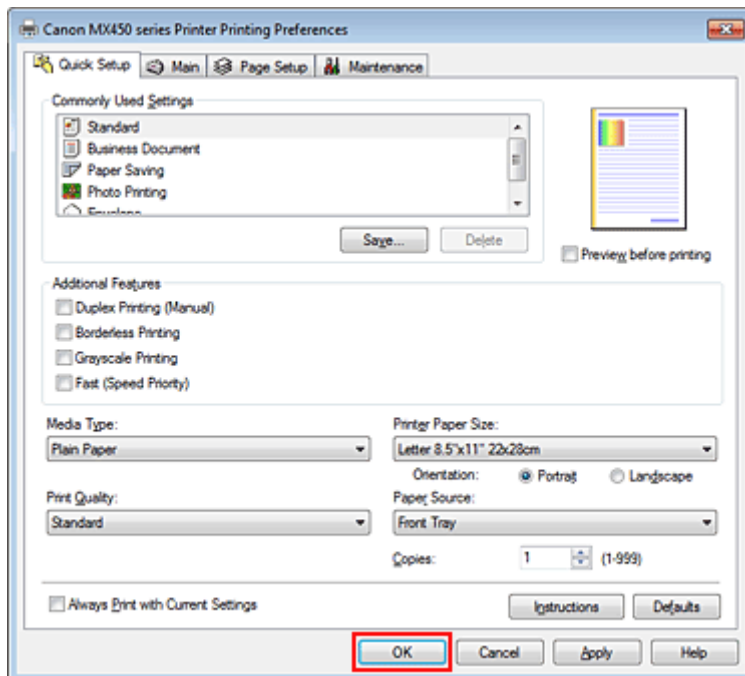 Canon MX450 series Printer Printing Preferences
Quick Setup Main Page Setup Maintenance
Commonly Used Settings
Standard
Business Document
Paper Saving
Photo Printing
Envelope
Save... Delete
Preview before printing
Additional Features
Duplex Printing (Manual)
Borderless Printing
Grayscale Printing
Fast (Speed Priority)
Media Type: Printer Paper Size:
Plain Paper Letter 8.5"x11" 22x28cm
Orientation: Portrait Landscape
Print Quality: Paper Source:
Standard Front Tray
Copies: 1 (1-999)
Always Print with Current Settings Instructions Defaults
OK Cancel Apply Help